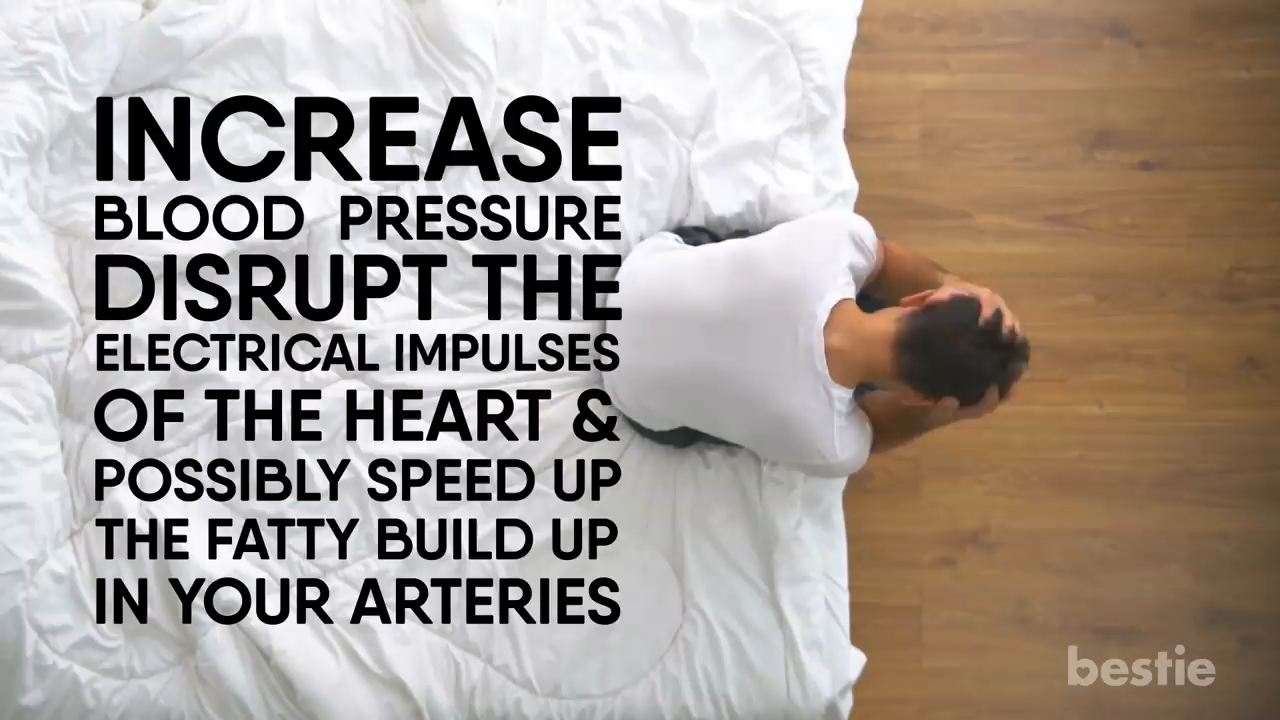 INCREASE
BLOOD PRESSURE
DISRUPT THE
ELECTRICAL IMPULSES
OF THE HEART &
POSSIBLY SPEED UP
THE FATTY BUILD UP
IN YOUR ARTERIES
bestie